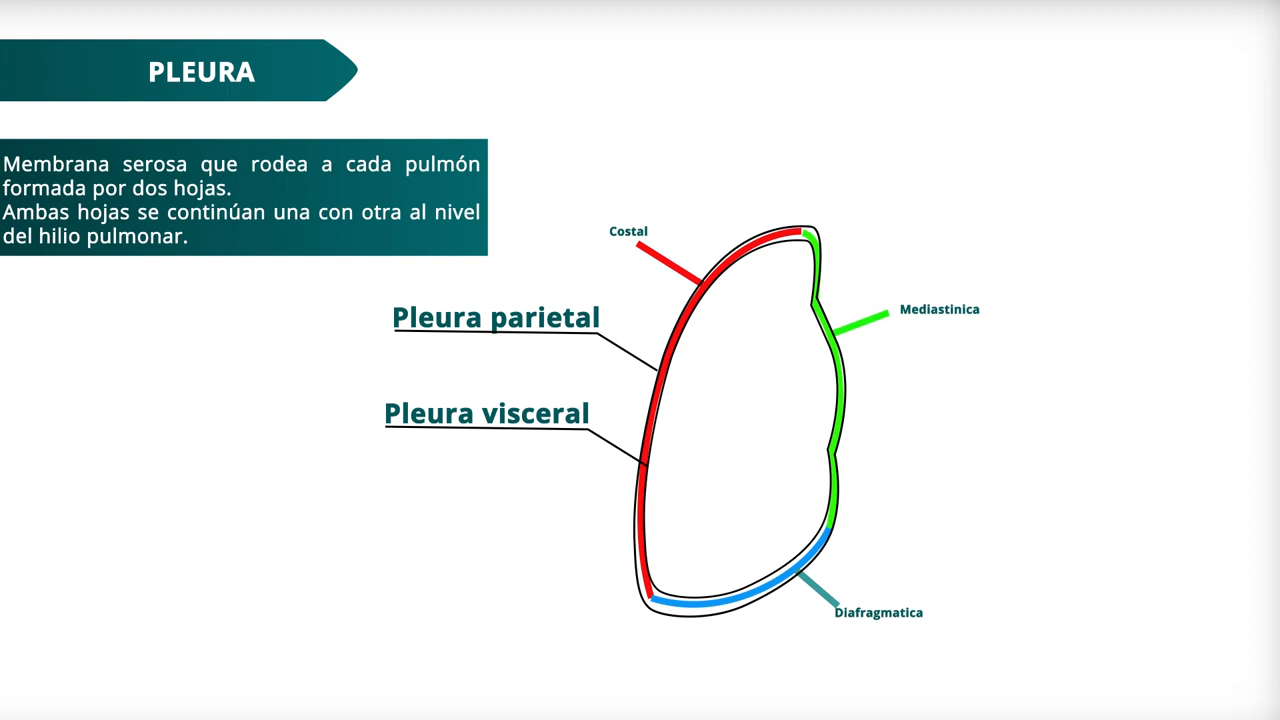 PLEURA
Membrana serosa que rodea a cada pulmón
formada por dos hojas.
Ambas hojas se continúan una con otra al nivel
del hilio pulmonar.
Costal
Mediastinica
Pleura parietal
Pleura visceral
Diafragmatica